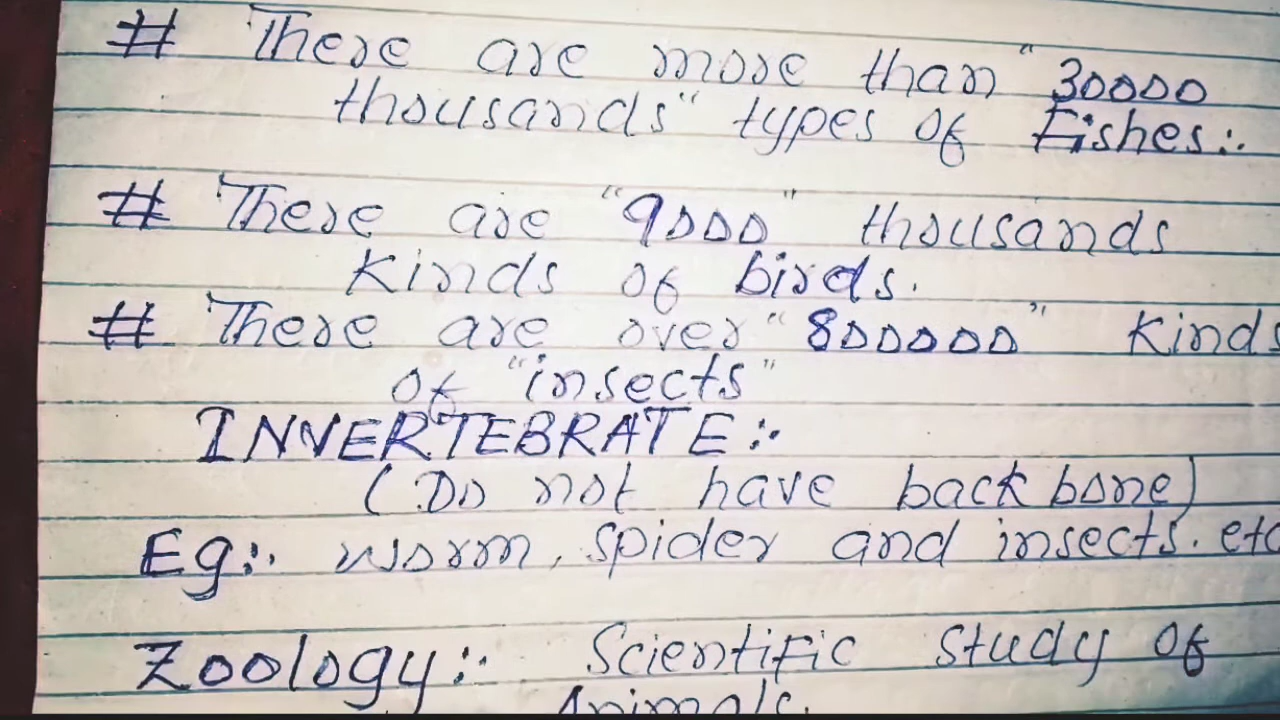 # There are more than "30000
thousands" types of Fishes:.
# There are "9000" thousands
kinds of birds.
# There are over "800000" kinds
of "insects"
INVERTEBRATE:.
(Do not have back bone)
Eg:. worm, spider and insects. etc
Zoology:. Scientific study of
Animals.